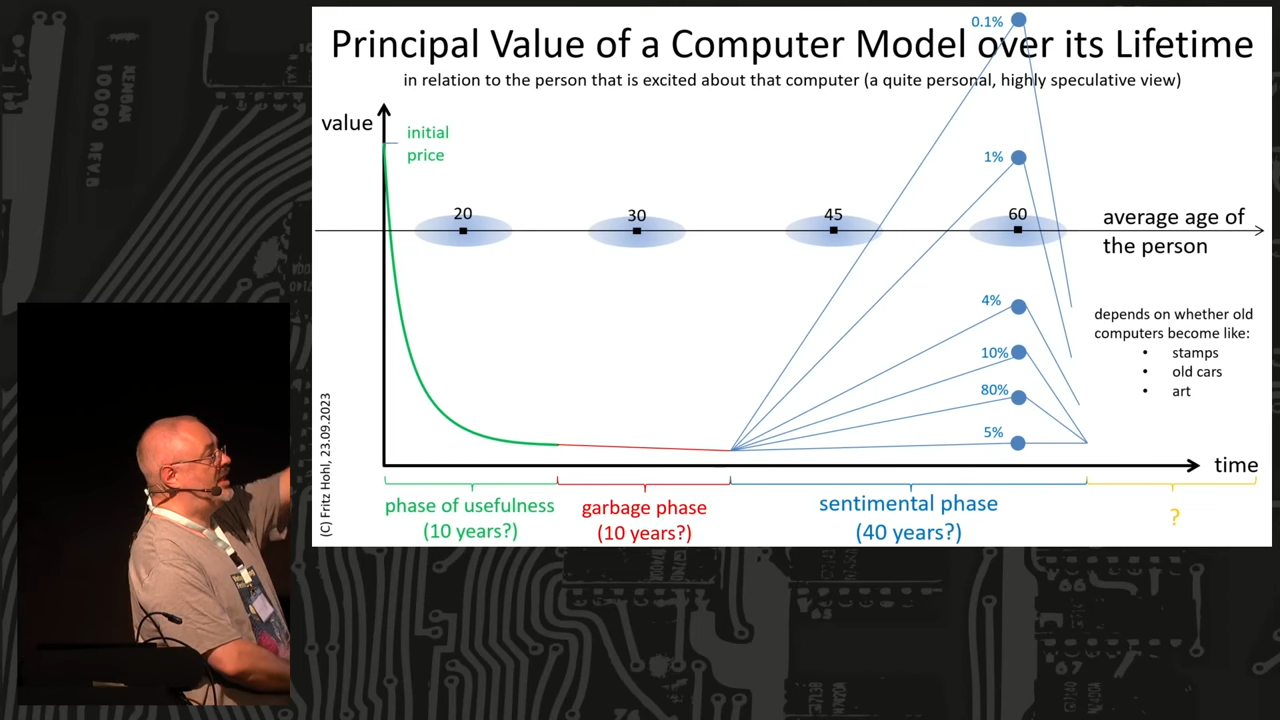 Principal Value of a Computer Model over its Lifetime
in relation to the person that is excited about that computer (a quite personal, highly speculative view)
value
initial
price
0.1%
1%
20
30
45
60
average age of
the person
4%
10%
80%
5%
depends on whether old
computers become like:
• stamps
• old cars
• art
time
phase of usefulness
(10 years?)
garbage phase
(10 years?)
sentimental phase
(40 years?)
?
(C) Fritz Hohl, 23.09.2023
KENBAK
10000 REV.B